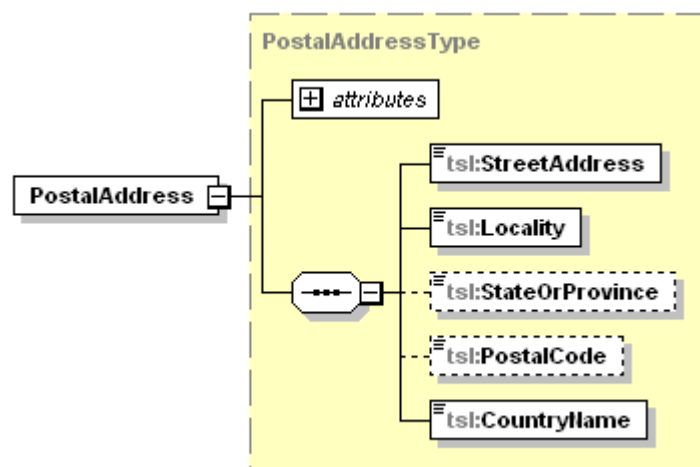 PostalAddressType
attributes
PostalAddress
tsl:StreetAddress
tsl:Locality
tsl:StateOrProvince
tsl:PostalCode
tsl:CountryName